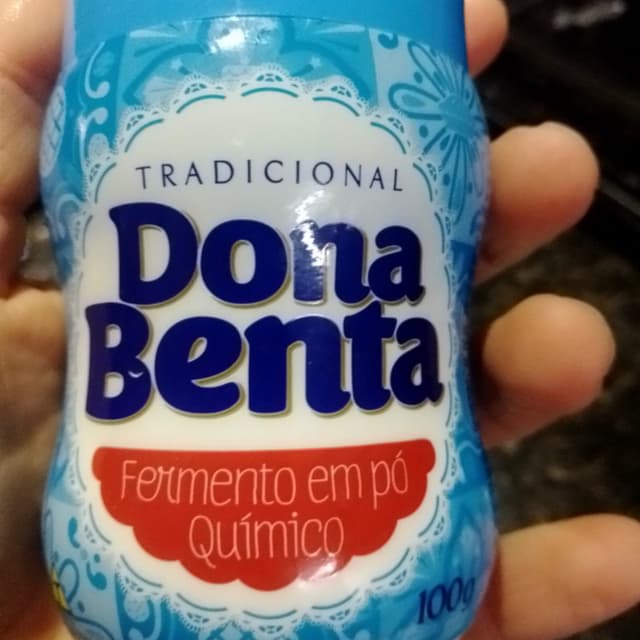 TRADICIONAL
Dona
Benta
Fermento em pó
Químico
100g